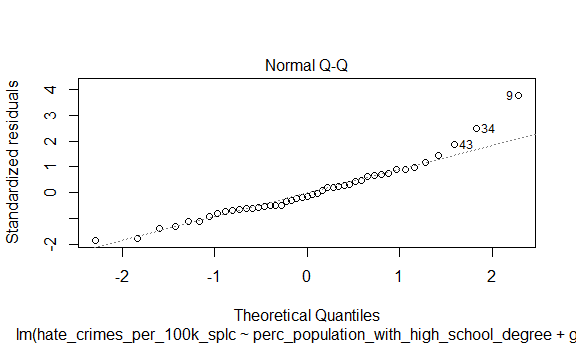 Normal Q-Q
4
3
2
1
0
-2
Standardized residuals
9
34
43
-2 -1 0 1 2
Theoretical Quantiles
lm(hate_crimes_per_100k_splc ~ perc_population_with_high_school_degree + g